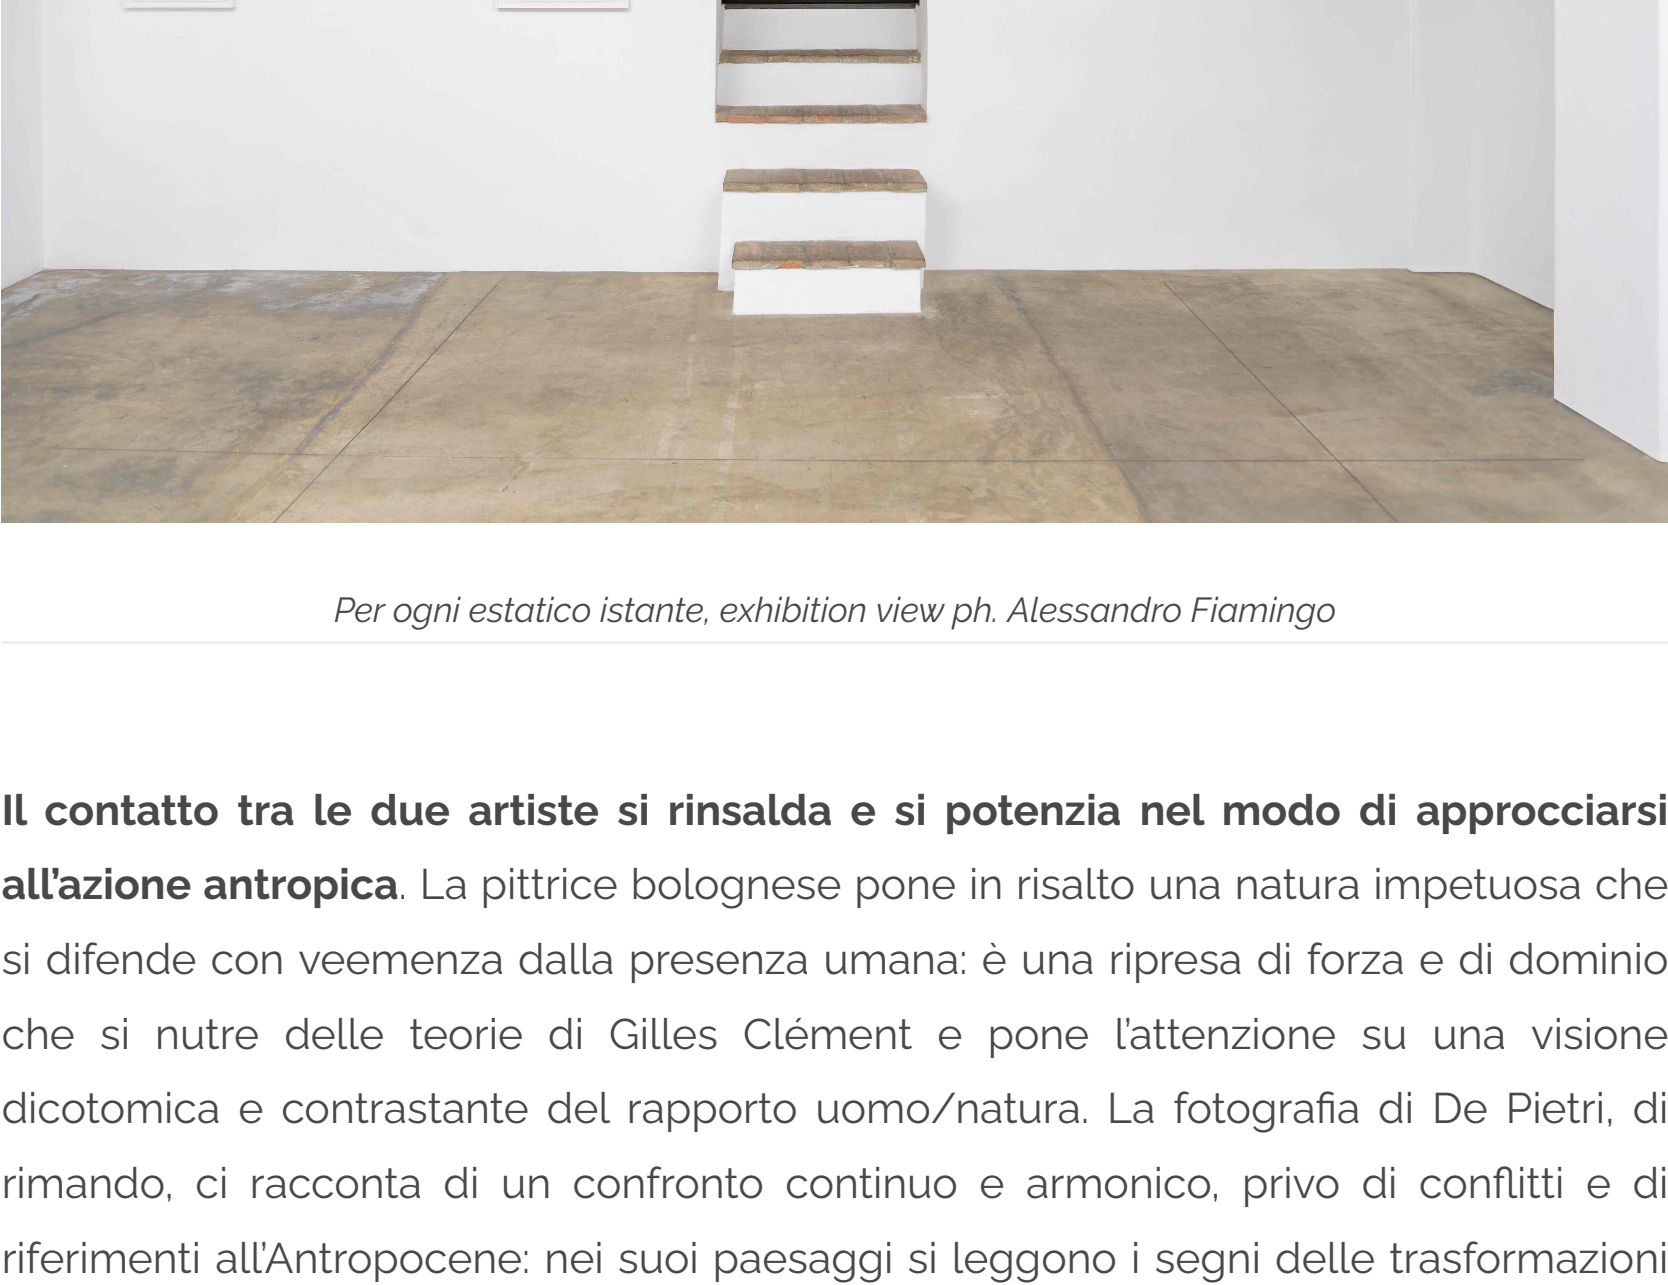 Per ogni estatico istante, exhibition view ph. Alessandro Fiamingo
Il contatto tra le due artiste si rinsalda e si potenzia nel modo di approcciarsi
all’azione antropica. La pittrice bolognese pone in risalto una natura impetuosa che
si difende con veemenza dalla presenza umana: è una ripresa di forza e di dominio
che si nutre delle teorie di Gilles Clément e pone l’attenzione su una visione
dicotomica e contrastante del rapporto uomo/natura. La fotografia di De Pietri, di
rimando, ci racconta di un confronto continuo e armonico, privo di conflitti e di
riferimenti all’Antropocene: nei suoi paesaggi si leggono i segni delle trasformazioni